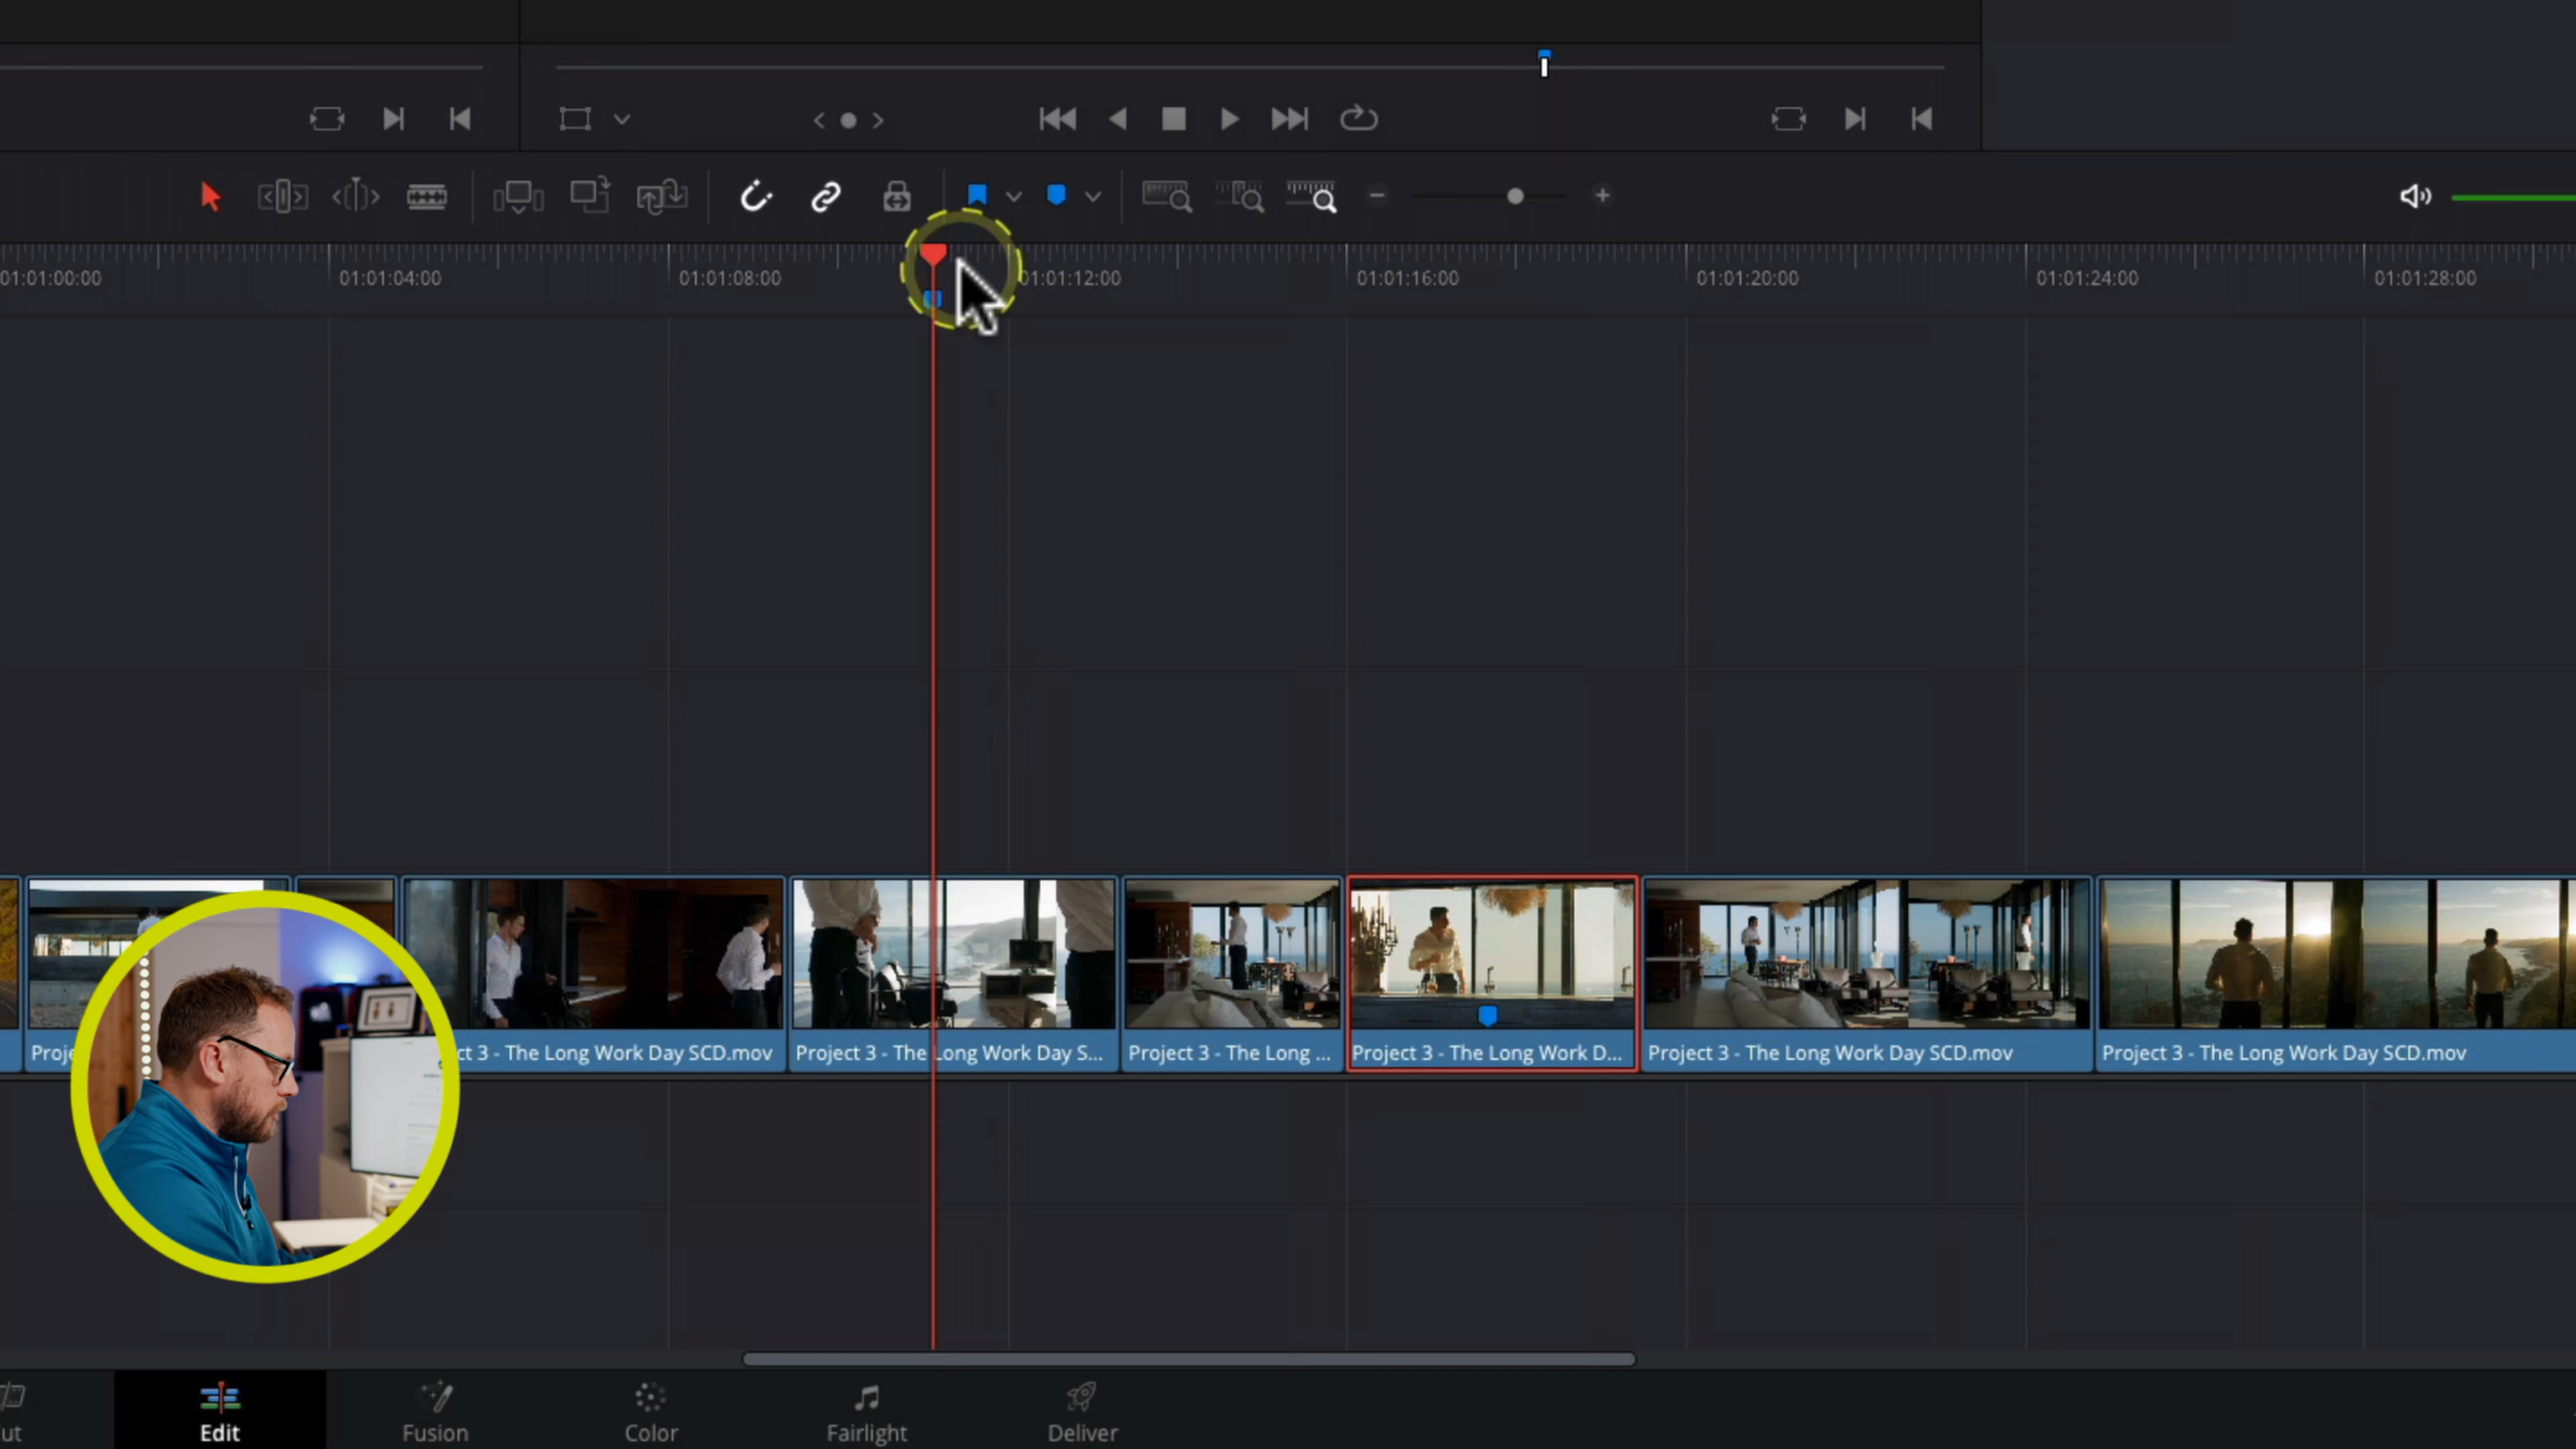 01:01:00:00 01:01:04:00 01:01:08:00 01:01:12:00 01:01:16:00 01:01:20:00 01:01:24:00 01:01:28:00
Proje ct 3 - The Long Work Day SCD.mov Project 3 - The Long Work Day S... Project 3 - The Long ... Project 3 - The Long Work D... Project 3 - The Long Work Day SCD.mov Project 3 - The Long Work Day SCD.mov
ut Edit Fusion Color Fairlight Deliver